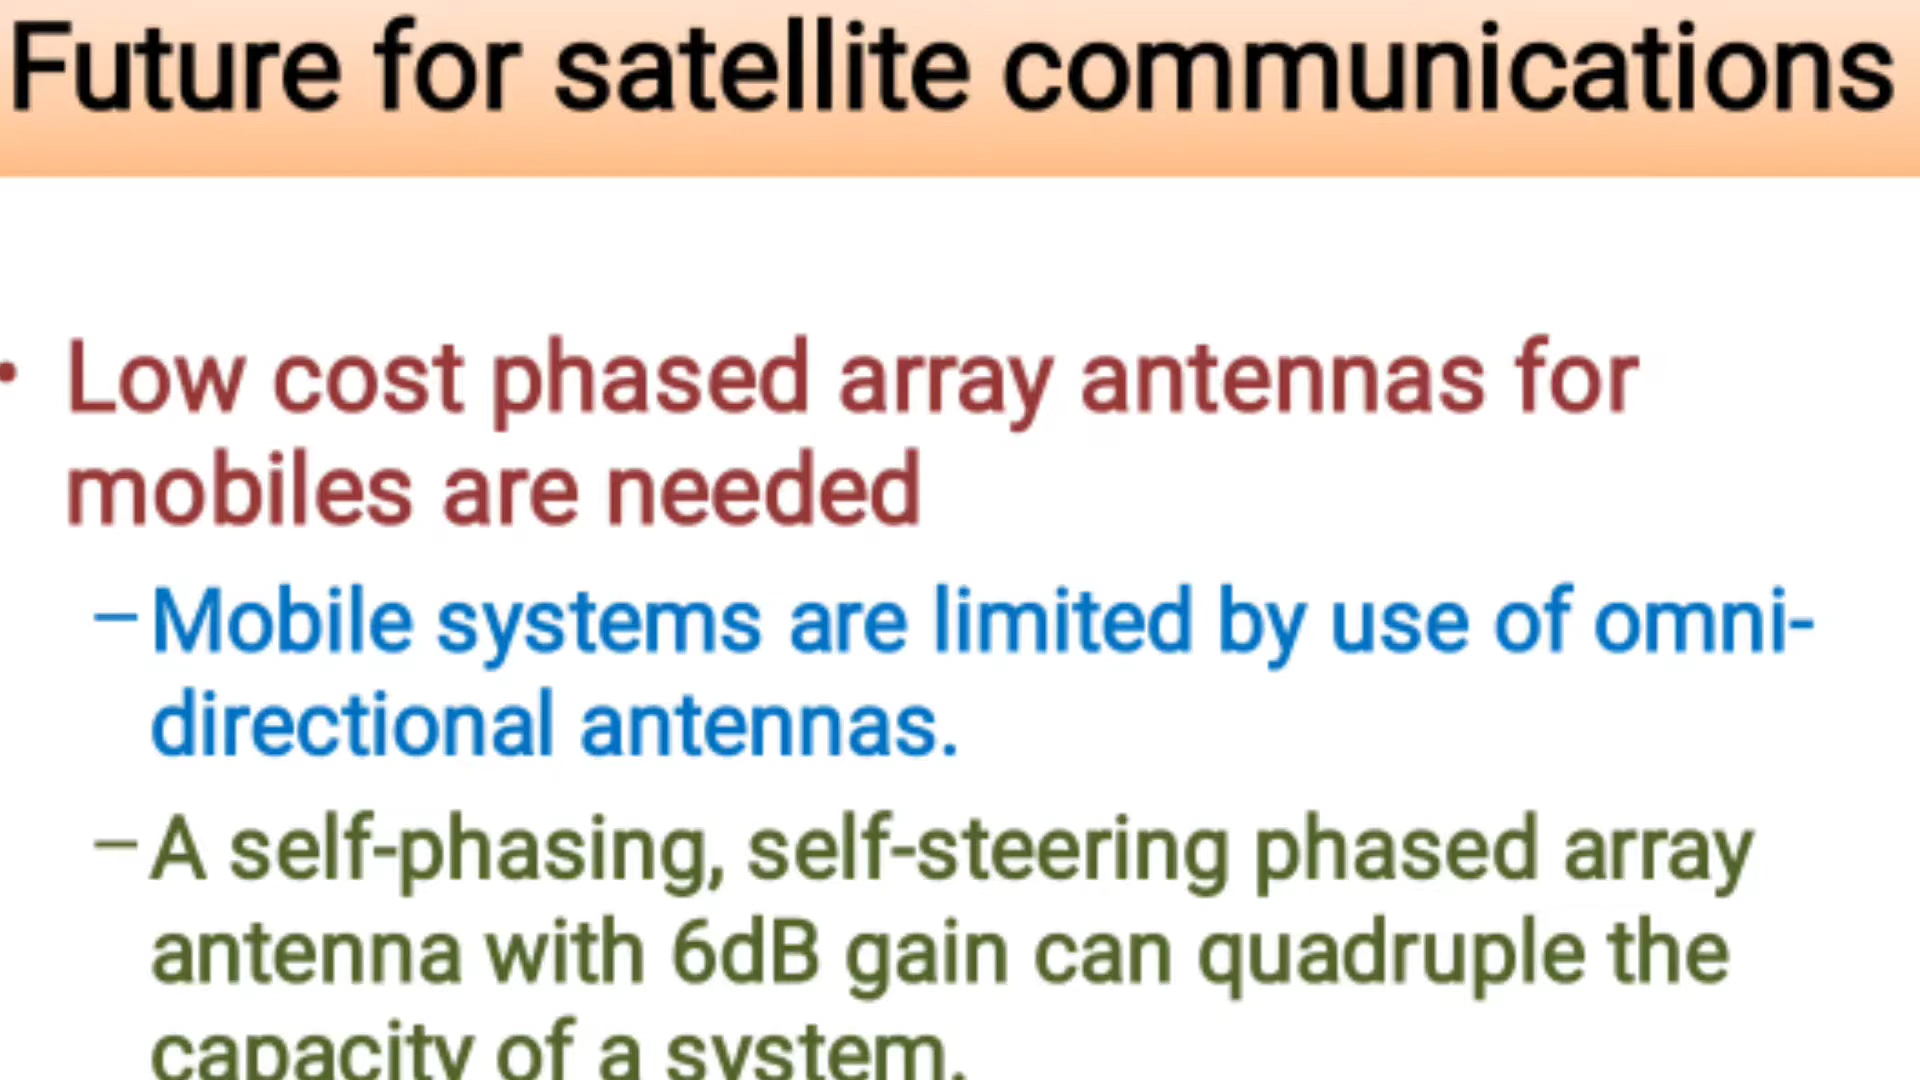 Future for satellite communications
• Low cost phased array antennas for
mobiles are needed
– Mobile systems are limited by use of omni-
directional antennas.
– A self-phasing, self-steering phased array
antenna with 6dB gain can quadruple the
capacity of a system.